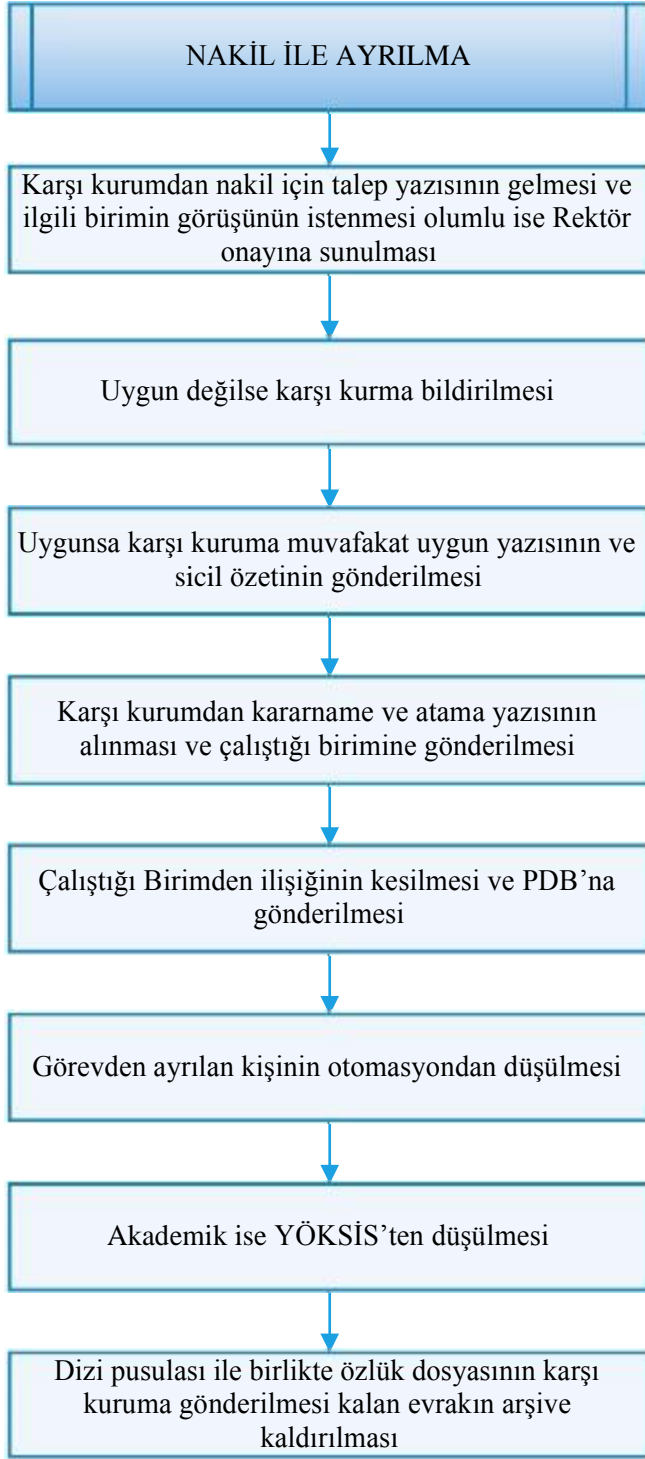 NAKİL İLE AYRILMA
Karşı kurumdan nakil için talep yazısının gelmesi ve
ilgili birimin görüşünün istenmesi olumlu ise Rektör
onayına sunulması
Uygun değilse karşı kurma bildirilmesi
Uygunsa karşı kuruma muvafakat uygun yazısının ve
sicil özetinin gönderilmesi
Karşı kurumdan kararname ve atama yazısının
alınması ve çalıştığı birimine gönderilmesi
Çalıştığı Birimden ilişiğinin kesilmesi ve PDB’na
gönderilmesi
Görevden ayrılan kişinin otomasyondan düşülmesi
Akademik ise YÖKSİS’ten düşülmesi
Dizi pusulası ile birlikte özlük dosyasının karşı
kuruma gönderilmesi kalan evrakın arşive
kaldırılması